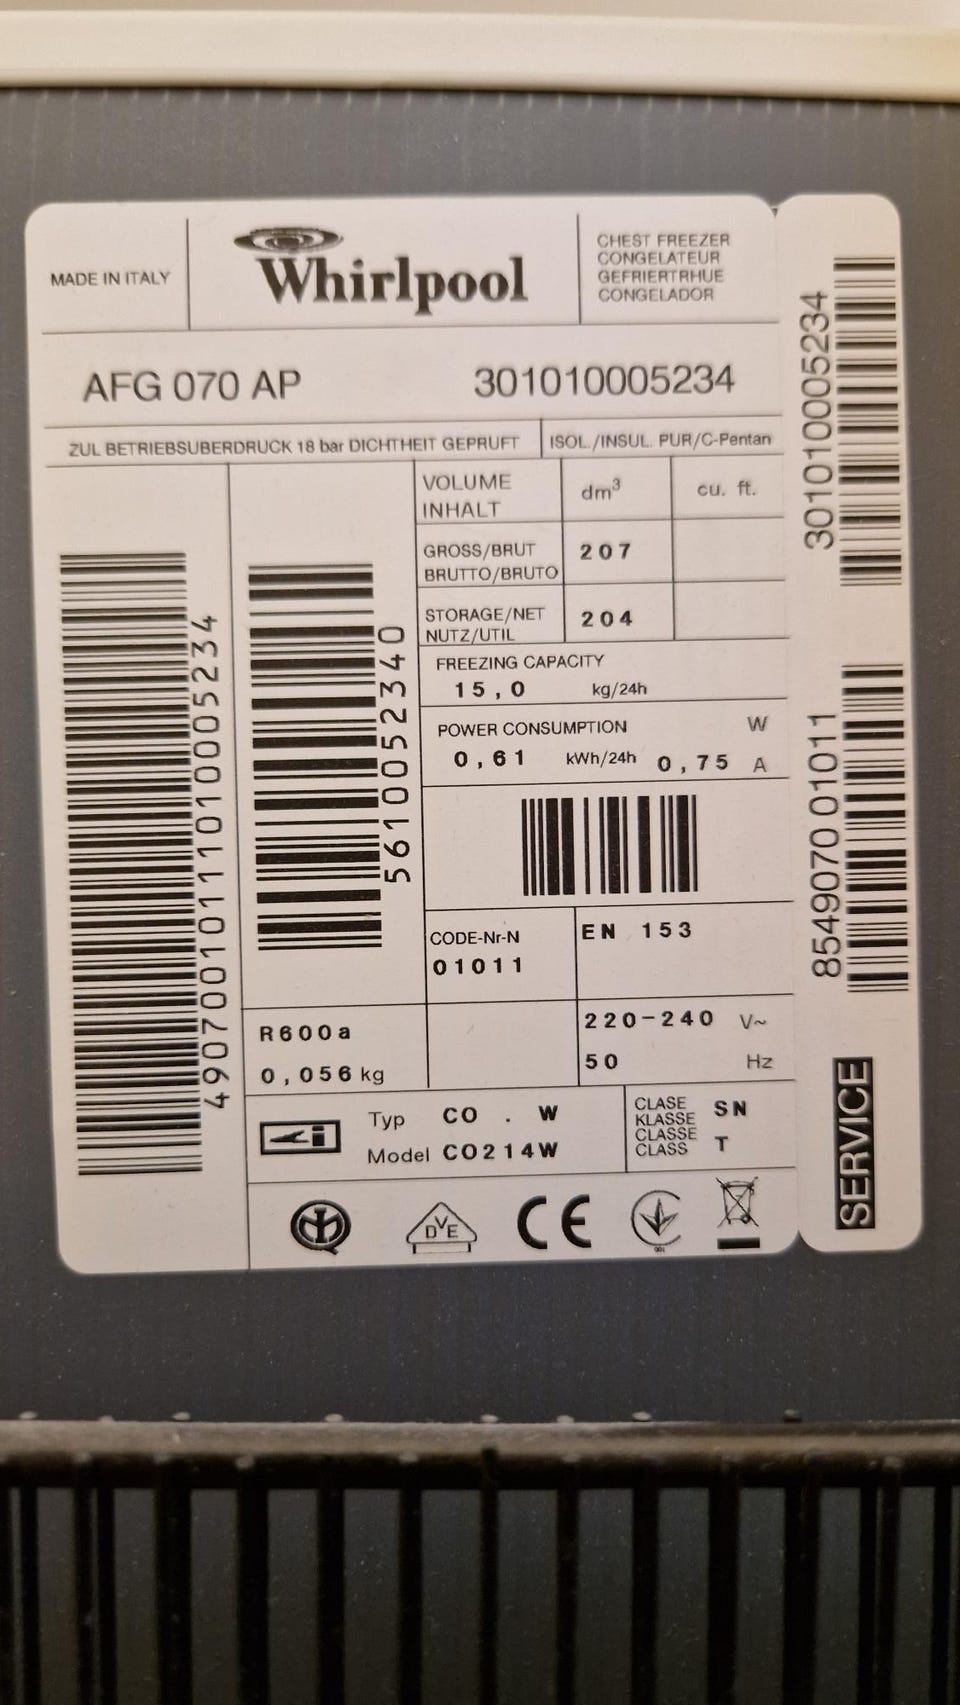 MADE IN ITALY
Whirlpool
CHEST FREEZER
CONGELATEUR
GEFRIERTRHUE
CONGELADOR
AFG 070 AP
301010005234
ZUL BETRIEBSUBERDRUCK 18 bar DICHTHEIT GEPRUFT
ISOL./INSUL. PUR/C-Pentan
VOLUME
INHALT
dm³
cu. ft.
GROSS/BRUT
BRUTTO/BRUTO
207
STORAGE/NET
NUTZ/UTIL
204
FREEZING CAPACITY
15,0 kg/24h
POWER CONSUMPTION W
0,61 kWh/24h 0,75 A
490700101110 10005234
5610052340
CODE-Nr-N
01011
EN 153
R600a
0,056 kg
220-240 V~
50 Hz
Typ CO . W
Model CO214W
CLASE
KLASSE
CLASSE
CLASS
SN
T
DVE
CE
301010005234
8549070 01011
SERVICE